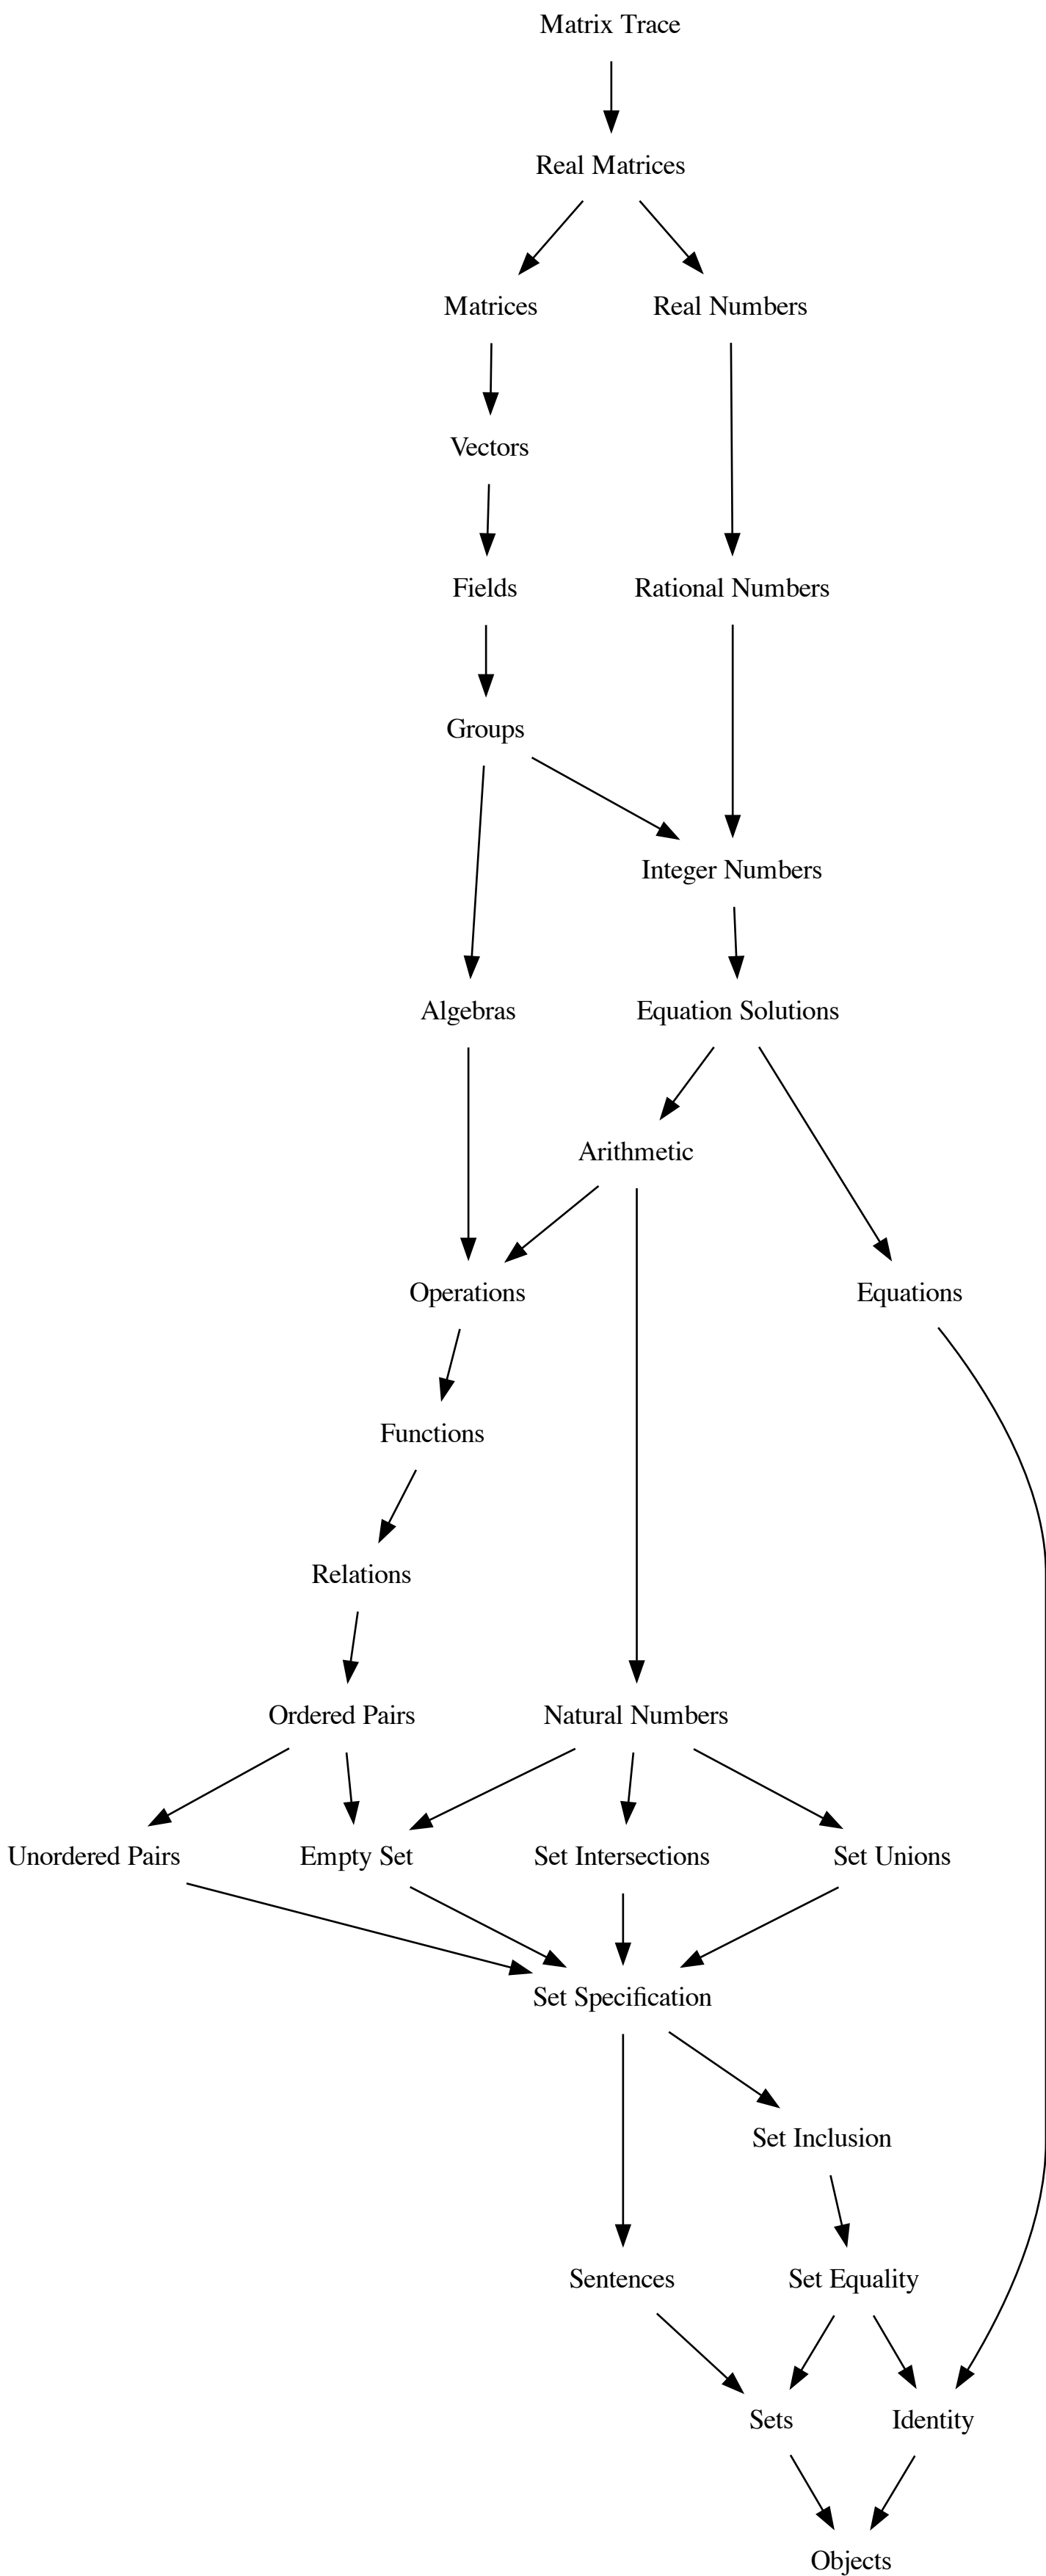 Matrix Trace
Real Matrices
Matrices
Real Numbers
Vectors
Fields
Rational Numbers
Groups
Integer Numbers
Algebras
Equation Solutions
Arithmetic
Operations
Equations
Functions
Relations
Ordered Pairs
Natural Numbers
Unordered Pairs
Empty Set
Set Intersections
Set Unions
Set Specification
Set Inclusion
Sentences
Set Equality
Sets
Identity
Objects